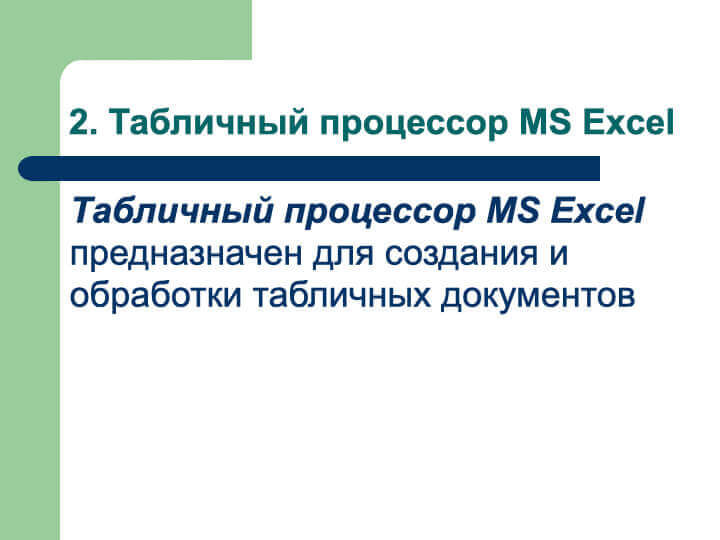 2. Табличный процессор MS Excel
Табличный процессор MS Excel
предназначен для создания и
обработки табличных документов